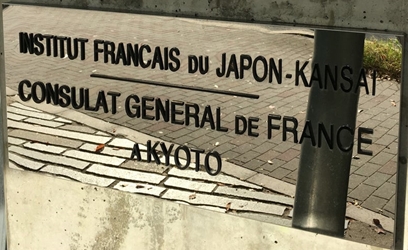 INSTITUT FRANCAIS DU JAPON-KANSAI
CONSULAT GENERAL DE FRANCE
A KYOTO